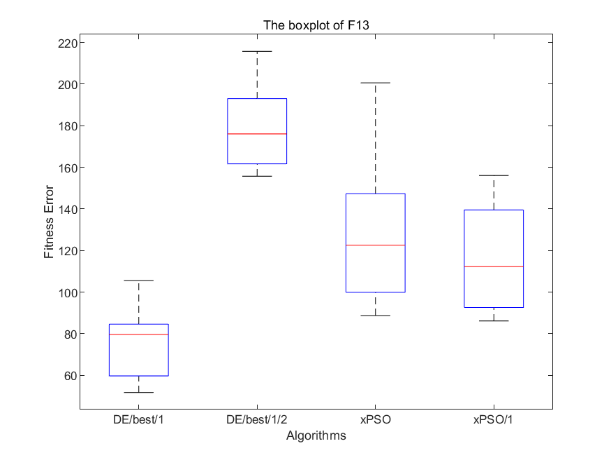 The boxplot of F13
Fitness Error
220
200
180
160
140
120
100
80
60
DE/best/1 DE/best/1/2 xPSO xPSO/1
Algorithms